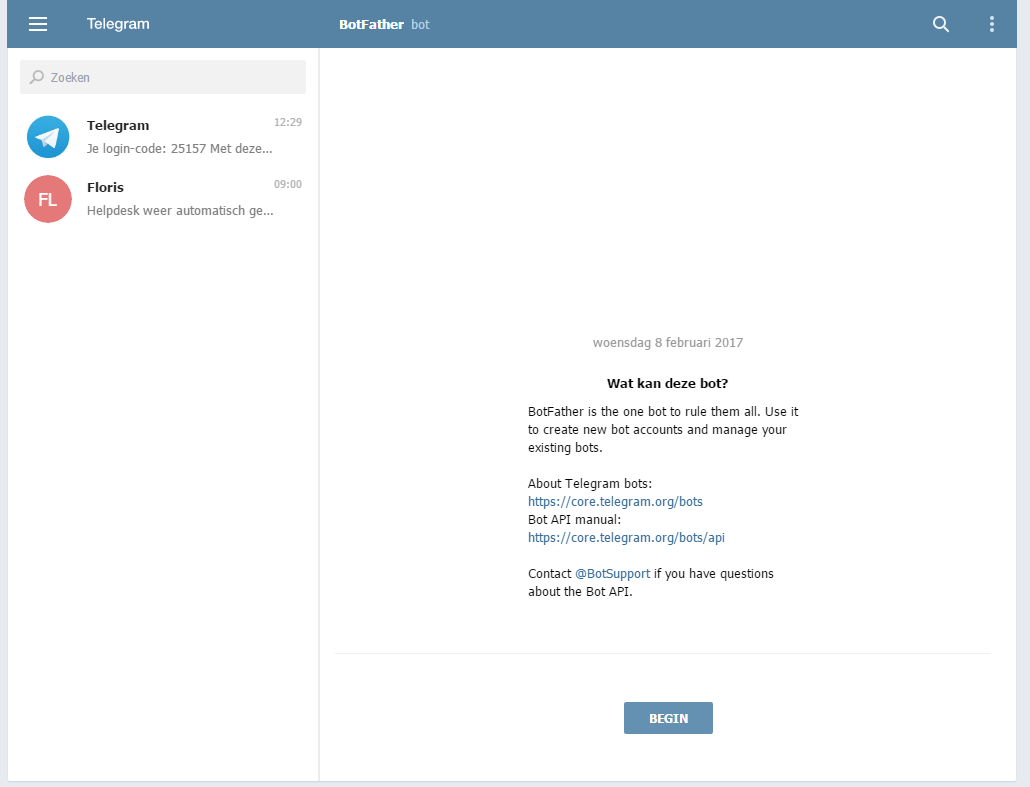 Telegram
BotFather bot
Zoeken
Telegram 12:29
Je login-code: 25157 Met deze...
FL
Floris 09:00
Helpdesk weer automatisch ge...
woensdag 8 februari 2017
Wat kan deze bot?
BotFather is the one bot to rule them all. Use it
to create new bot accounts and manage your
existing bots.
About Telegram bots:
https://core.telegram.org/bots
Bot API manual:
https://core.telegram.org/bots/api
Contact @BotSupport if you have questions
about the Bot API.
BEGIN